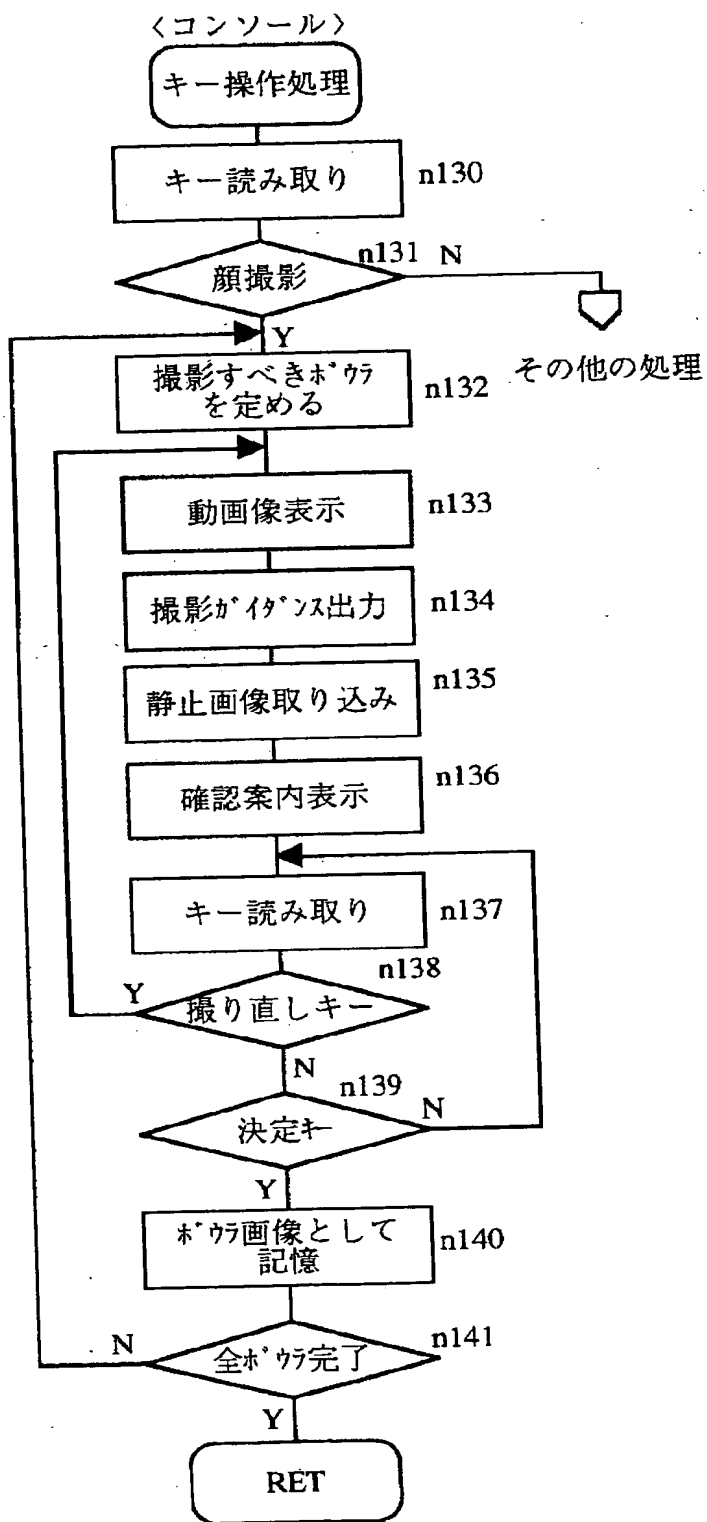 〈コンソール〉
キー操作処理
キー読み取り n130
n131
顔撮影 N
Y
その他の処理
撮影すべきﾎﾞｳﾗ
を定める n132
動画像表示 n133
撮影ｶﾞｲﾀﾞﾝｽ出力 n134
静止画像取り込み n135
確認案内表示 n136
キー読み取り n137
n138
Y 撮り直しキー
N
n139
決定キー N
Y
ﾎﾞｳﾗ画像として
記憶 n140
N 全ﾎﾞｳﾗ完了 n141
Y
RET